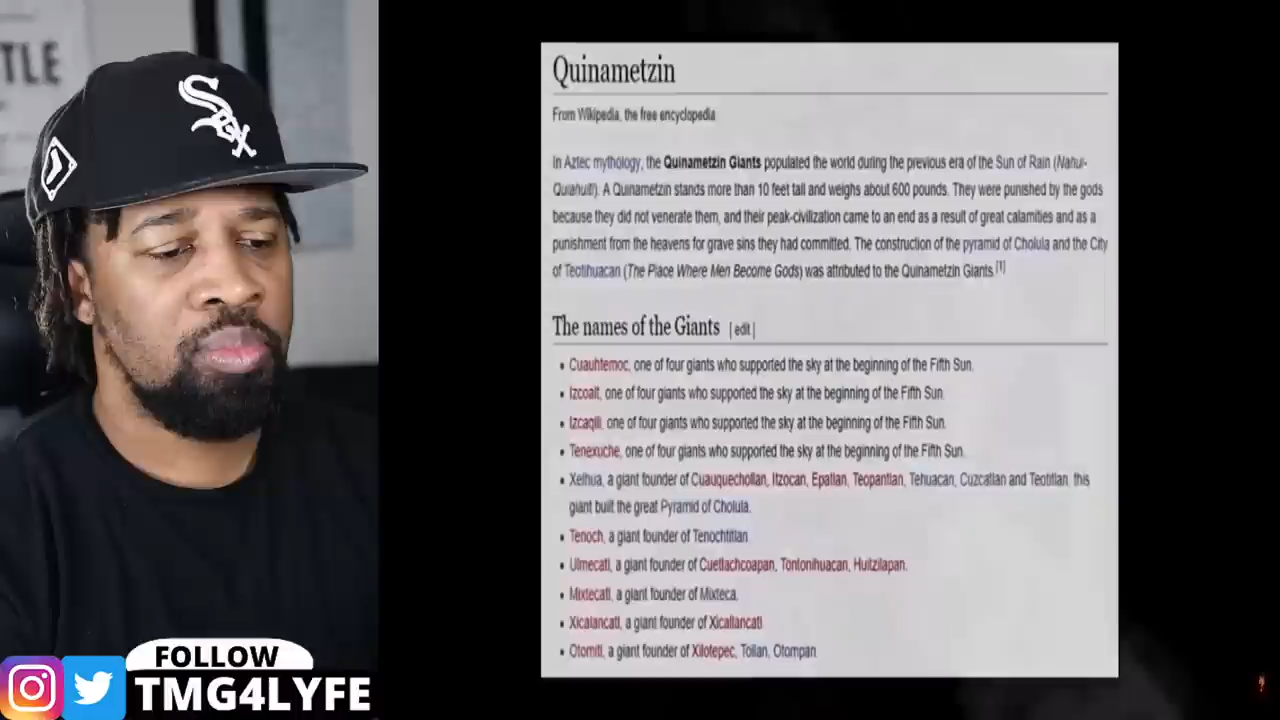 TLE
Sox
Quinametzin
From Wikipedia, the free encyclopedia
In Aztec mythology, the Quinametzin Giants populated the world during the previous era of the Sun of Rain (Nahui-
Quiahuitl). A Quinametzin stands more than 10 feet tall and weighs about 600 pounds. They were punished by the gods
because they did not venerate them, and their peak-civilization came to an end as a result of great calamities and as a
punishment from the heavens for grave sins they had committed. The construction of the pyramid of Cholula and the City
of Teotihuacan (The Place Where Men Become Gods) was attributed to the Quinametzin Giants.[1]
The names of the Giants [edit]
• Cuauhtemoc, one of four giants who supported the sky at the beginning of the Fifth Sun.
• Izcoalt, one of four giants who supported the sky at the beginning of the Fifth Sun.
• Izcaqlli, one of four giants who supported the sky at the beginning of the Fifth Sun.
• Tenexuche, one of four giants who supported the sky at the beginning of the Fifth Sun.
• Xelhua, a giant founder of Cuauquechollan, Itzocan, Epatlan, Teopantlan, Tehuacan, Cuzcatlan and Teotitlan, this
giant built the great Pyramid of Cholula.
• Tenoch, a giant founder of Tenochtitlan
• Ulmecatl, a giant founder of Cuetlachcoapan, Tontonihuacan, Huitzilapan.
• Mixtecatl, a giant founder of Mixteca.
• Xicalancatl, a giant founder of Xicallancatl
• Otomitl, a giant founder of Xilotepec, Tollan, Otompan
FOLLOW
TMG4LYFE